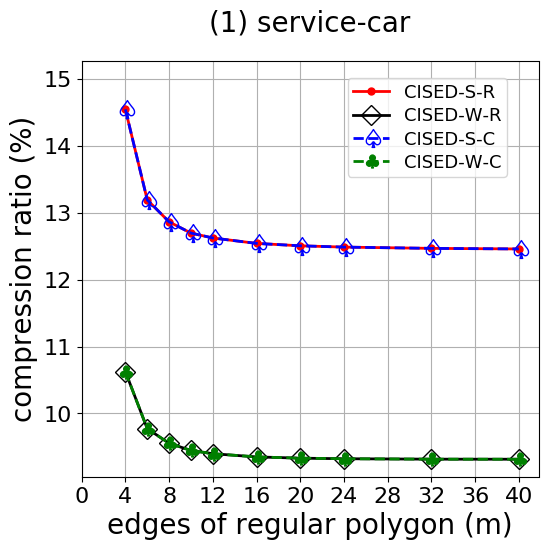 (1) service-car
CISED-S-R
CISED-W-R
CISED-S-C
CISED-W-C
compression ratio (%)
15
14
13
12
11
10
0 4 8 12 16 20 24 28 32 36 40
edges of regular polygon (m)